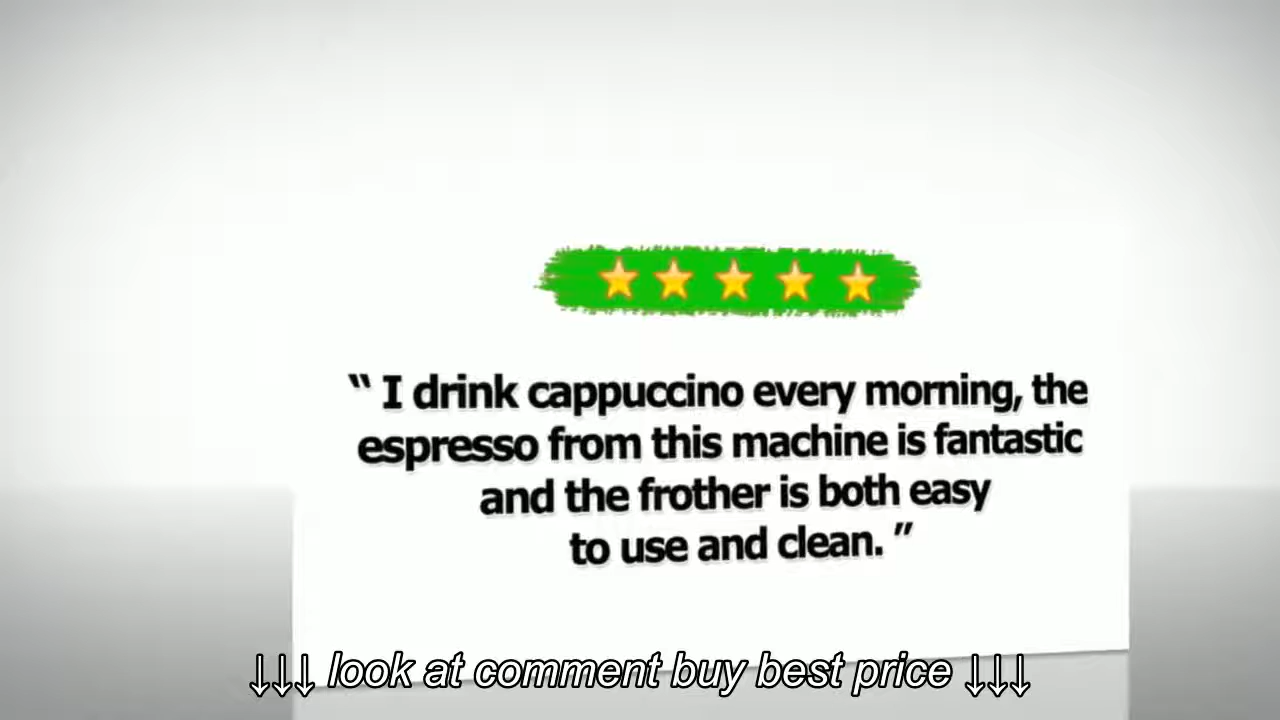 “ I drink cappuccino every morning, the
espresso from this machine is fantastic
and the frother is both easy
to use and clean. ”
↓↓↓ look at comment buy best price ↓↓↓